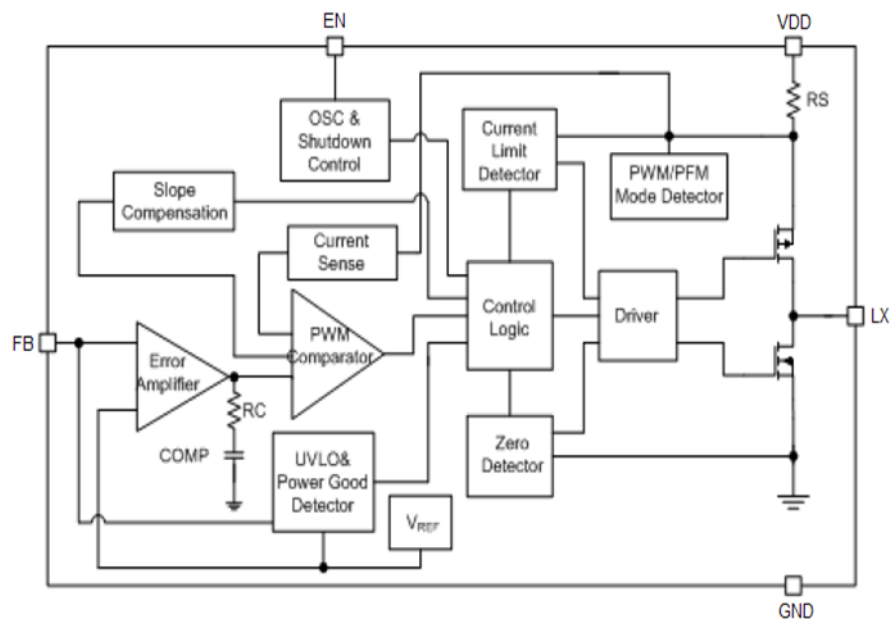 EN
VDD
OSC &
Shutdown
Control
RS
Current
Limit
Detector
PWM/PFM
Mode Detector
Slope
Compensation
Current
Sense
FB
Error
Amplifier
PWM
Comparator
Control
Logic
Driver
LX
RC
COMP
UVLO&
Power Good
Detector
Zero
Detector
VREF
GND